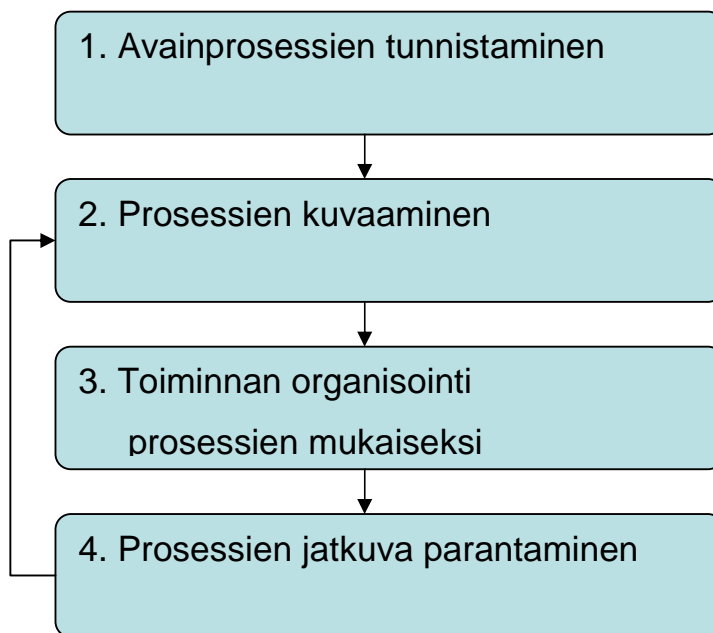 1. Avainprosessien tunnistaminen
2. Prosessien kuvaaminen
3. Toiminnan organisointi
prosessien mukaiseksi
4. Prosessien jatkuva parantaminen